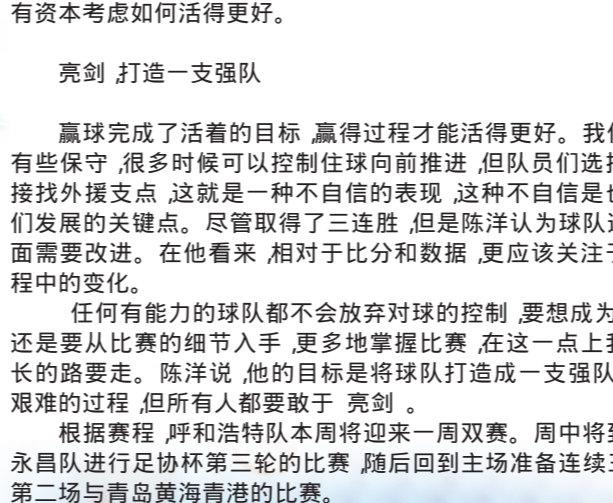 有资本考虑如何活得更好。
亮剑,打造一支强队
赢球完成了活着的目标,赢得过程才能活得更好。我
有些保守,很多时候可以控制住球向前推进,但队员们选
接找外援支点,这就是一种不自信的表现,这种不自信是
们发展的关键点。尽管取得了三连胜,但是陈洋认为球队
面需要改进。在他看来,相对于比分和数据,更应该关注
程中的变化。
任何有能力的球队都不会放弃对球的控制,要想成为
还是要从比赛的细节入手,更多地掌握比赛,在这一点上
长的路要走。陈洋说,他的目标是将球队打造成一支强队
艰难的过程,但所有人都要敢于 亮剑 。
根据赛程,呼和浩特队本周将迎来一周双赛。周中将
永昌队进行足协杯第三轮的比赛,随后回到主场准备连续
第二场与青岛黄海青港的比赛。